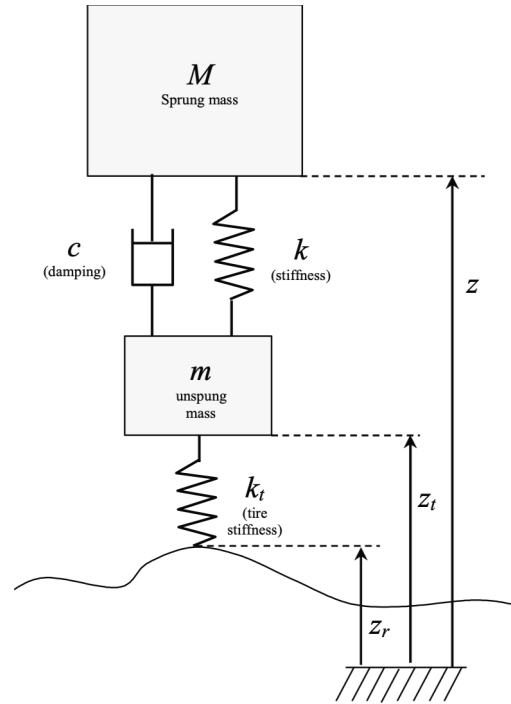 M
Sprung mass
c
(damping)
k
(stiffness)
z
m
unspung
mass
k_t
(tire
stiffness)
z_t
z_r